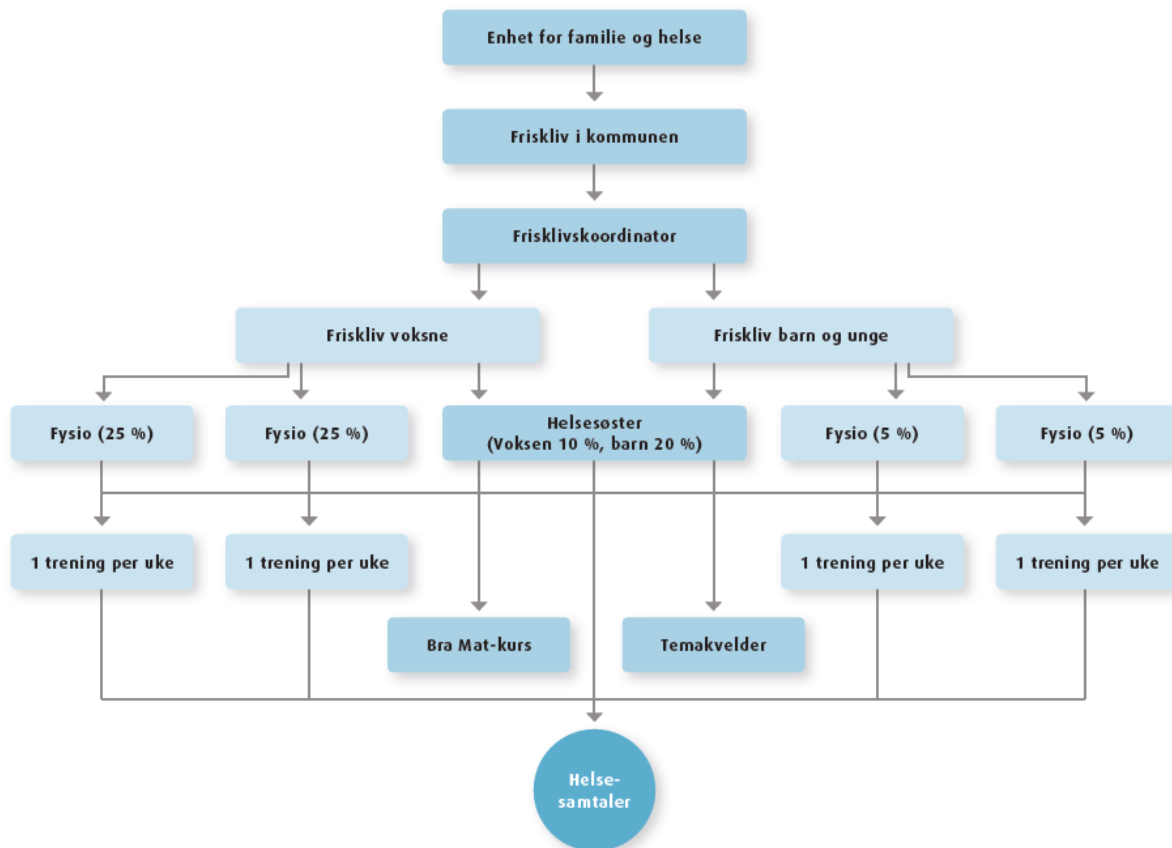 Enhet for familie og helse
Friskliv i kommunen
Frisklivskoordinator
Friskliv voksne
Friskliv barn og unge
Fysio (25 %)
Fysio (25 %)
Helsesøster
(Voksen 10 %, barn 20 %)
Fysio (5 %)
Fysio (5 %)
1 trening per uke
1 trening per uke
1 trening per uke
1 trening per uke
Bra Mat-kurs
Temakvelder
Helse-
samtaler